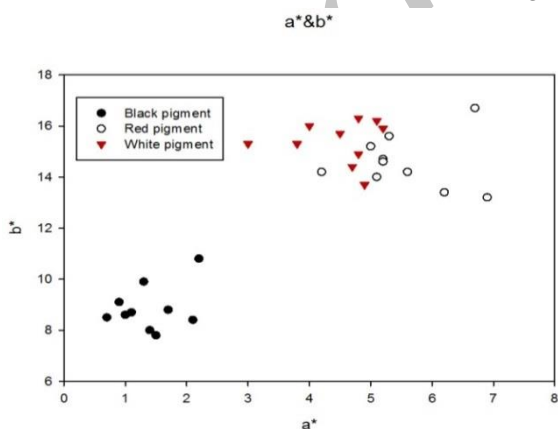 a*&b*
18
16
14
12
10
8
6
b*
Black pigment
Red pigment
White pigment
0 1 2 3 4 5 6 7 8
a*